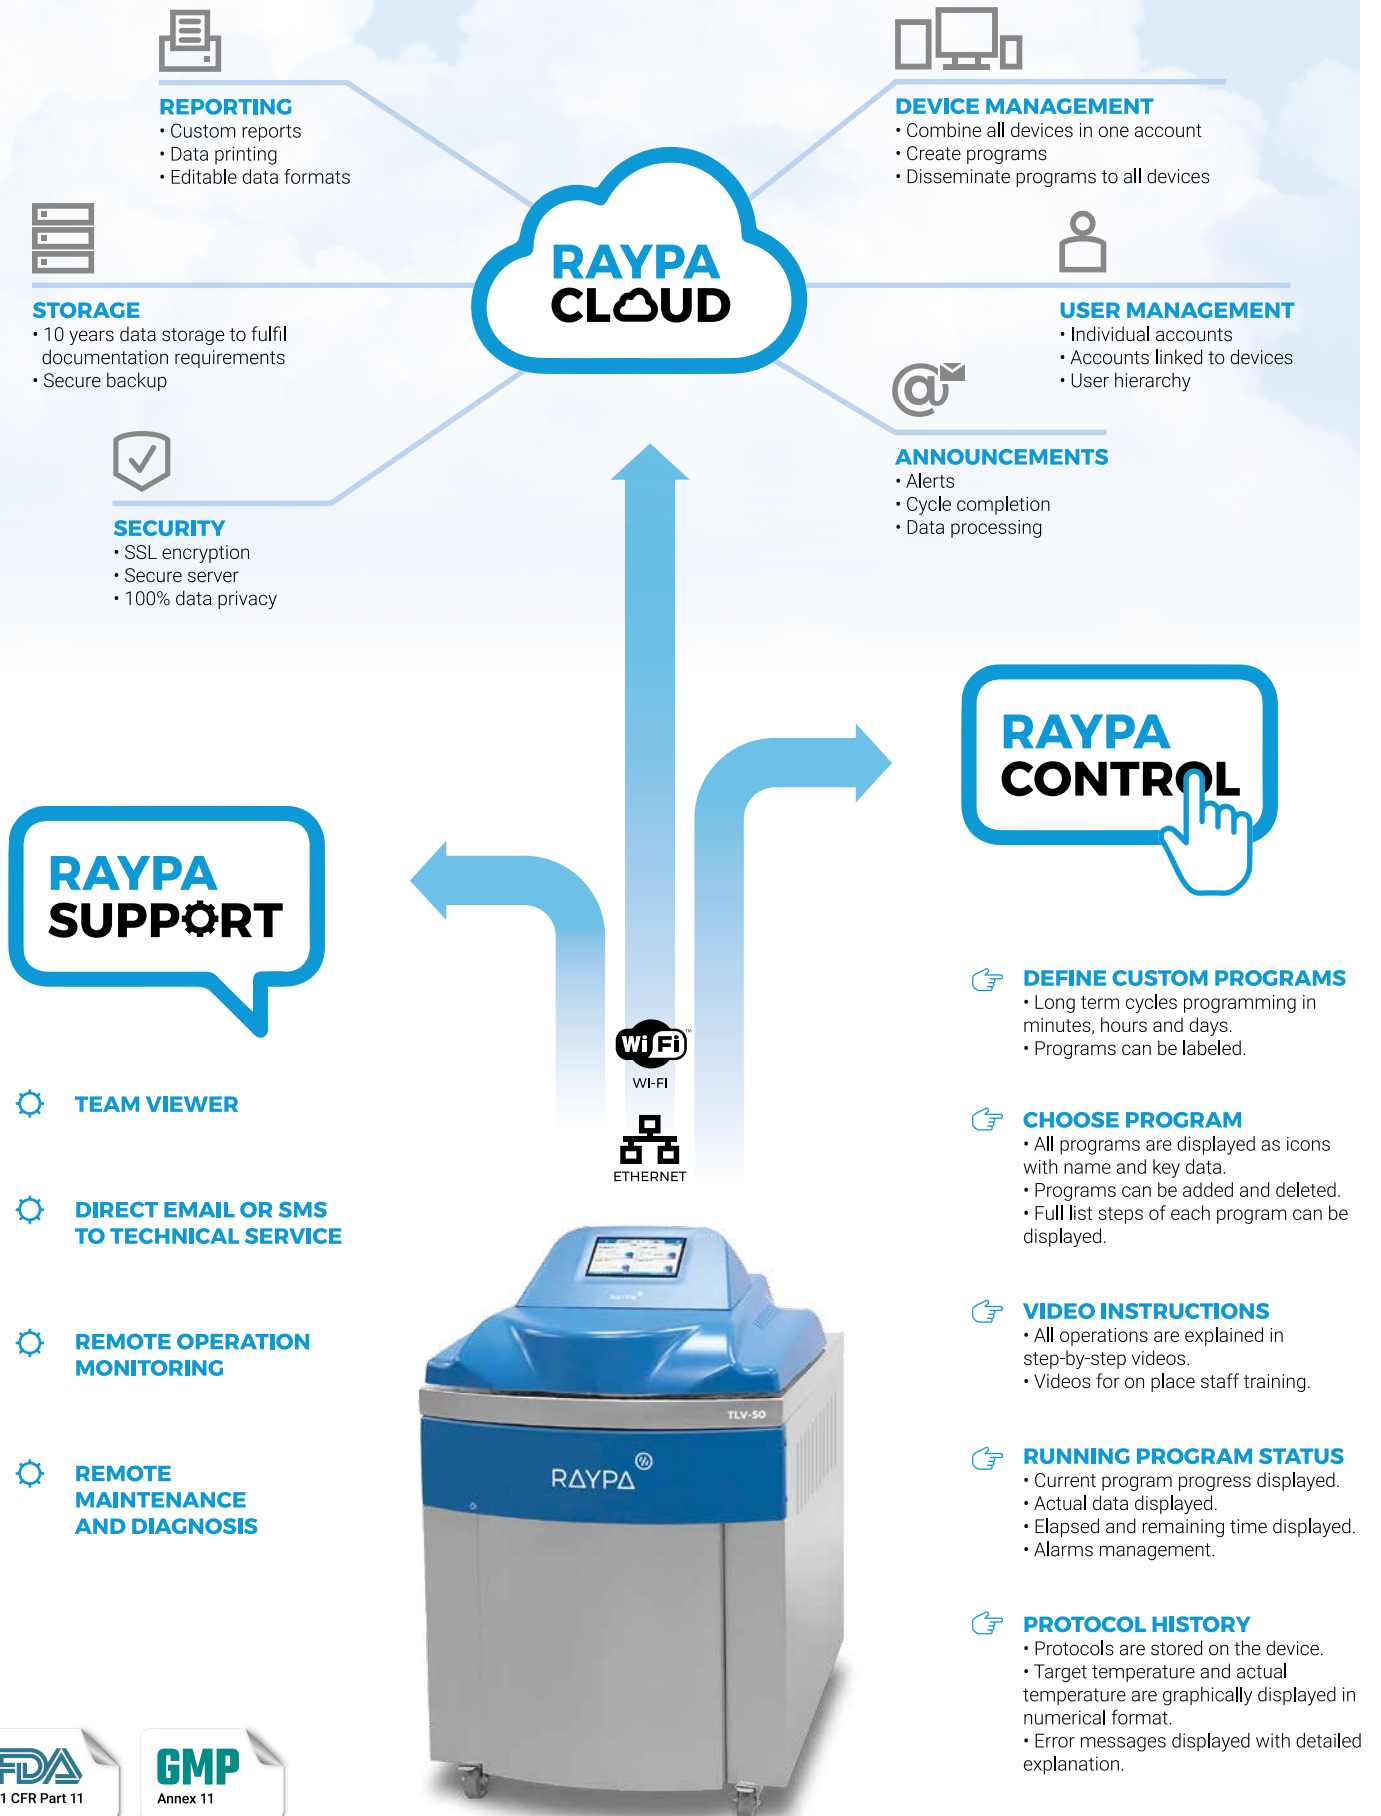 REPORTING
• Custom reports
• Data printing
• Editable data formats
DEVICE MANAGEMENT
• Combine all devices in one account
• Create programs
• Disseminate programs to all devices
RAYPA
CLOUD
STORAGE
• 10 years data storage to fulfil
documentation requirements
• Secure backup
USER MANAGEMENT
• Individual accounts
• Accounts linked to devices
• User hierarchy
@
ANNOUNCEMENTS
• Alerts
• Cycle completion
• Data processing
SECURITY
• SSL encryption
• Secure server
• 100% data privacy
RAYPA
CONTROL
RAYPA
SUPPORT
WiFi™
WI-FI
ETHERNET
TEAM VIEWER
DIRECT EMAIL OR SMS
TO TECHNICAL SERVICE
REMOTE OPERATION
MONITORING
REMOTE
MAINTENANCE
AND DIAGNOSIS
DEFINE CUSTOM PROGRAMS
• Long term cycles programming in
minutes, hours and days.
• Programs can be labeled.
CHOOSE PROGRAM
• All programs are displayed as icons
with name and key data.
• Programs can be added and deleted.
• Full list steps of each program can be
displayed.
VIDEO INSTRUCTIONS
• All operations are explained in
step-by-step videos.
• Videos for on place staff training.
RUNNING PROGRAM STATUS
• Current program progress displayed.
• Actual data displayed.
• Elapsed and remaining time displayed.
• Alarms management.
PROTOCOL HISTORY
• Protocols are stored on the device.
• Target temperature and actual
temperature are graphically displayed in
numerical format.
• Error messages displayed with detailed
explanation.
RAYPA
TLV-50
RAYPA
FDA
1 CFR Part 11
GMP
Annex 11